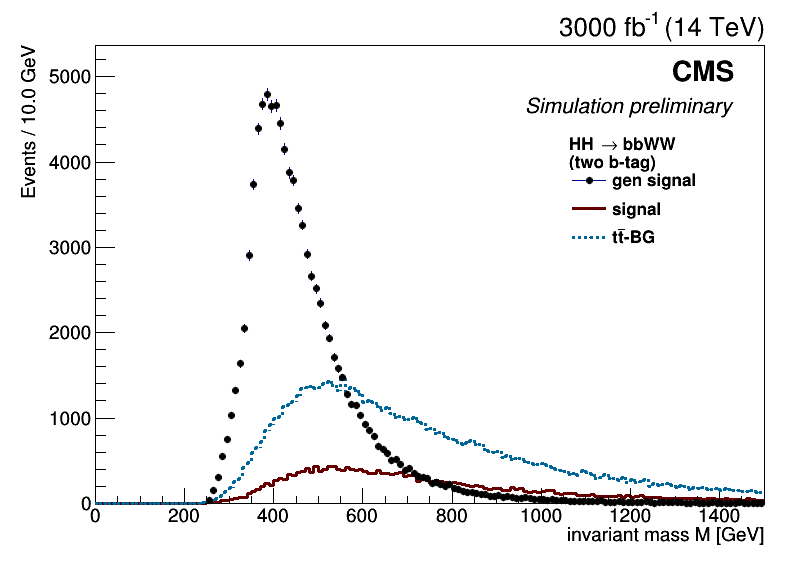 3000 fb⁻¹ (14 TeV)
CMS
Simulation preliminary
HH → bbWW
(two b-tag)
gen signal
signal
tt̄-BG
Events / 10.0 GeV
5000
4000
3000
2000
1000
0
0 200 400 600 800 1000 1200 1400
invariant mass M [GeV]